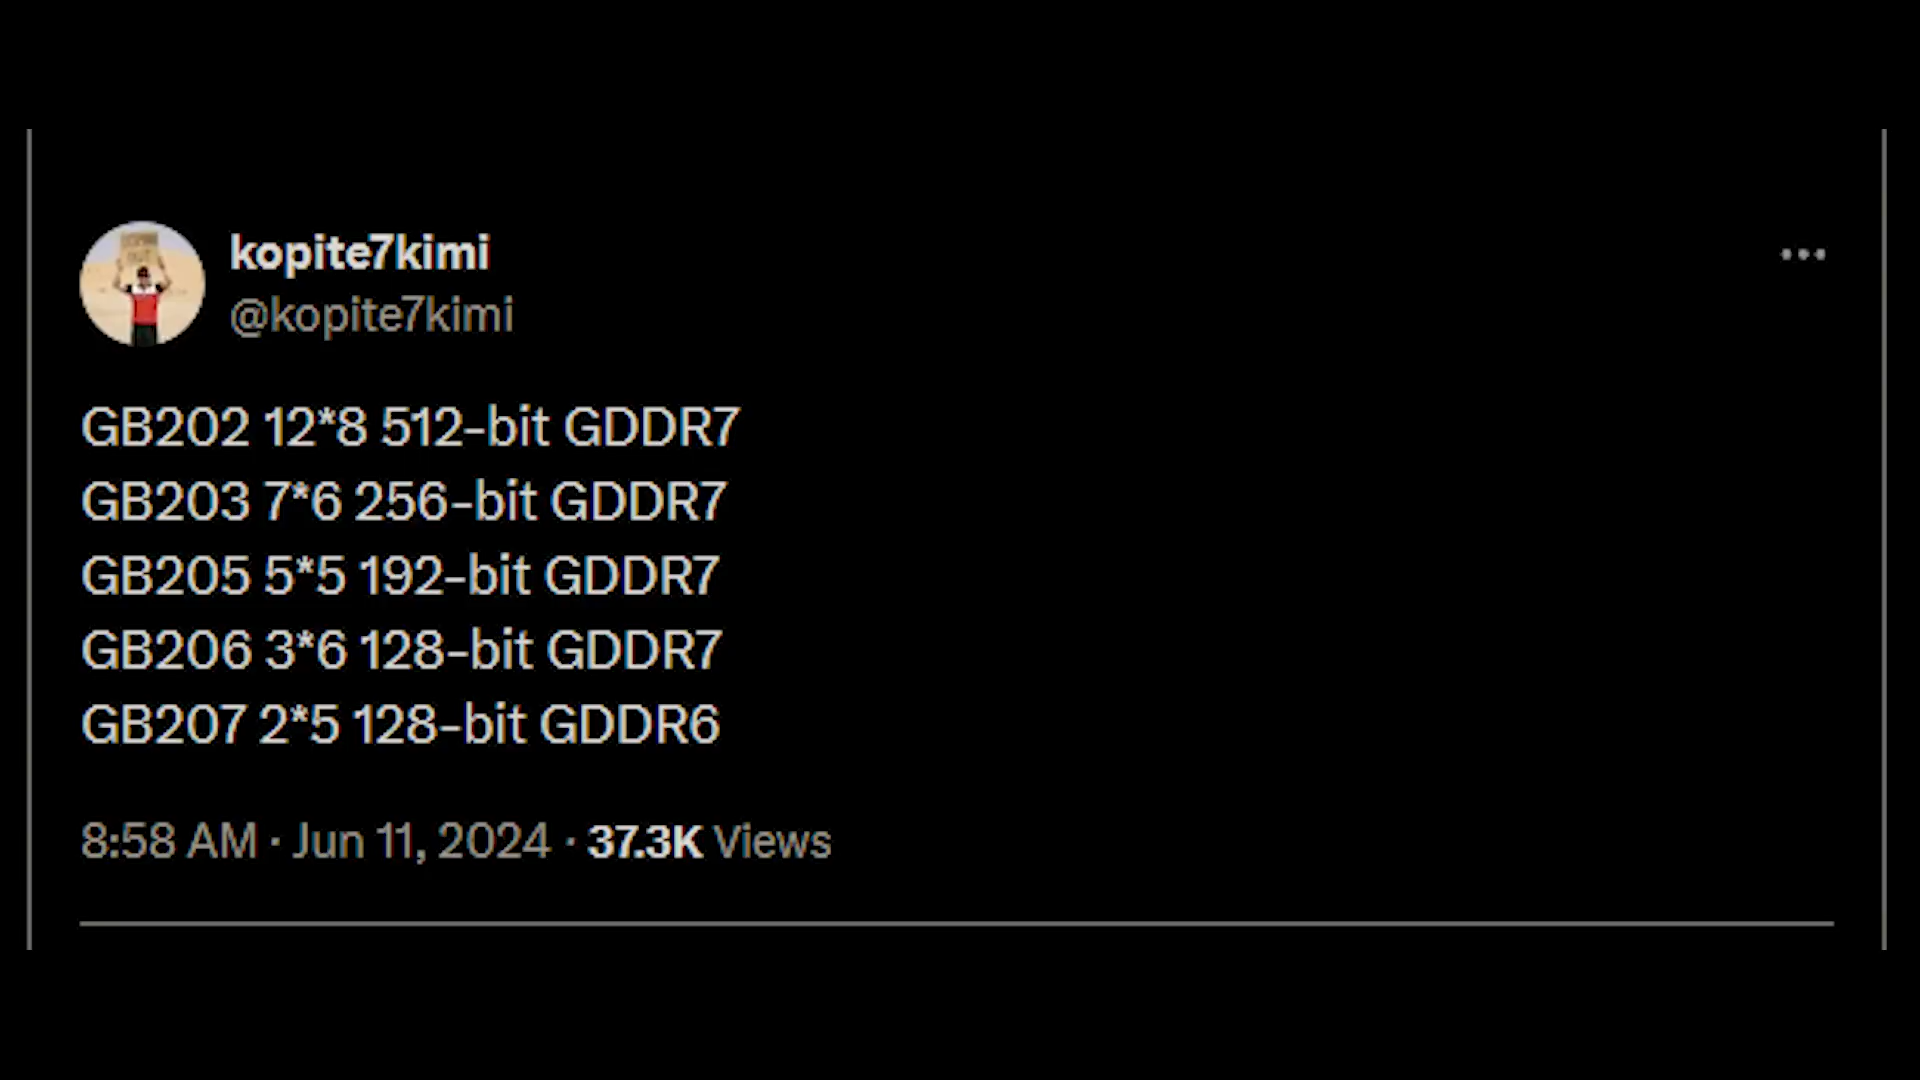 kopite7kimi
@kopite7kimi
GB202 12*8 512-bit GDDR7
GB203 7*6 256-bit GDDR7
GB205 5*5 192-bit GDDR7
GB206 3*6 128-bit GDDR7
GB207 2*5 128-bit GDDR6
8:58 AM · Jun 11, 2024 · 37.3K Views